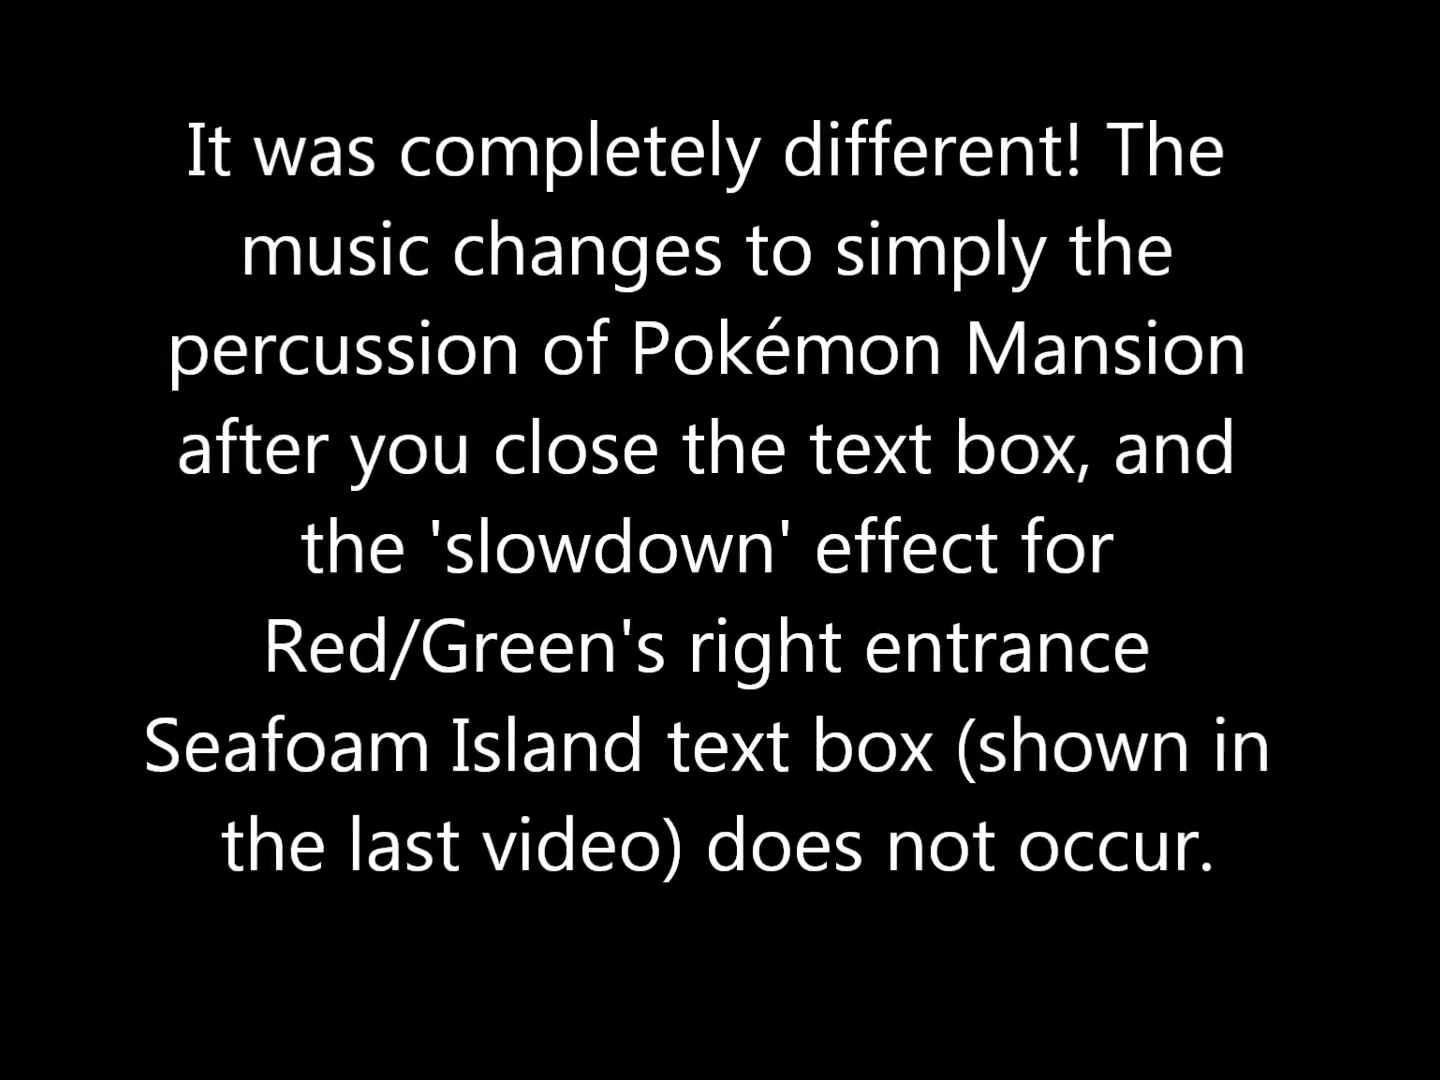 It was completely different! The
music changes to simply the
percussion of Pokémon Mansion
after you close the text box, and
the 'slowdown' effect for
Red/Green's right entrance
Seafoam Island text box (shown in
the last video) does not occur.